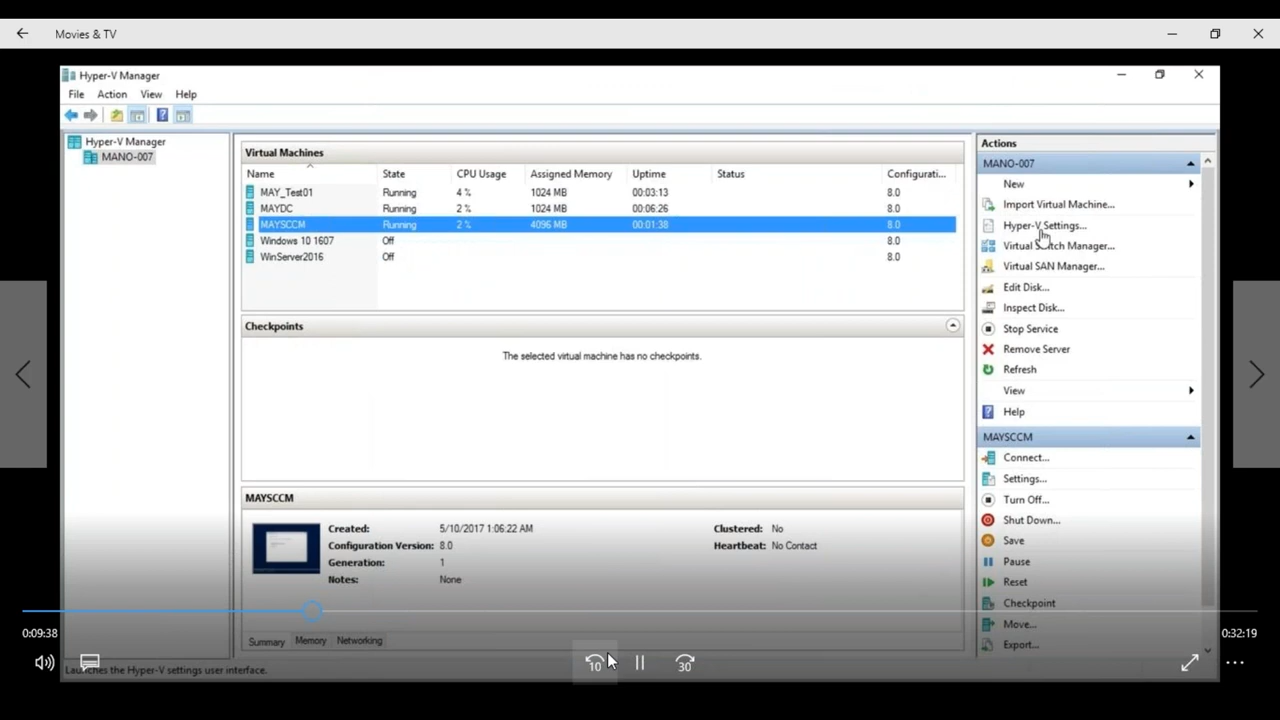 Movies & TV
Hyper-V Manager
File Action View Help
Hyper-V Manager
MANO-007
Virtual Machines
Name State CPU Usage Assigned Memory Uptime Status Configurati...
MAY_Test01 Running 4 % 1024 MB 00:03:13 8.0
MAYDC Running 2 % 1024 MB 00:06:26 8.0
MAYSCCM Running 2 % 4096 MB 00:01:38 8.0
Windows 10 1607 Off 8.0
WinServer2016 Off 8.0
Checkpoints
The selected virtual machine has no checkpoints.
MAYSCCM
Created: 5/10/2017 1:06:22 AM Clustered: No
Configuration Version: 8.0 Heartbeat: No Contact
Generation: 1
Notes: None
Summary Memory Networking
Actions
MANO-007
New
Import Virtual Machine...
Hyper-V Settings...
Virtual Switch Manager...
Virtual SAN Manager...
Edit Disk...
Inspect Disk...
Stop Service
Remove Server
Refresh
View
Help
MAYSCCM
Connect...
Settings...
Turn Off...
Shut Down...
Save
Pause
Reset
Checkpoint
Move...
Export...
0:09:38 0:32:19
10 30
Launches the Hyper-V settings user interface.